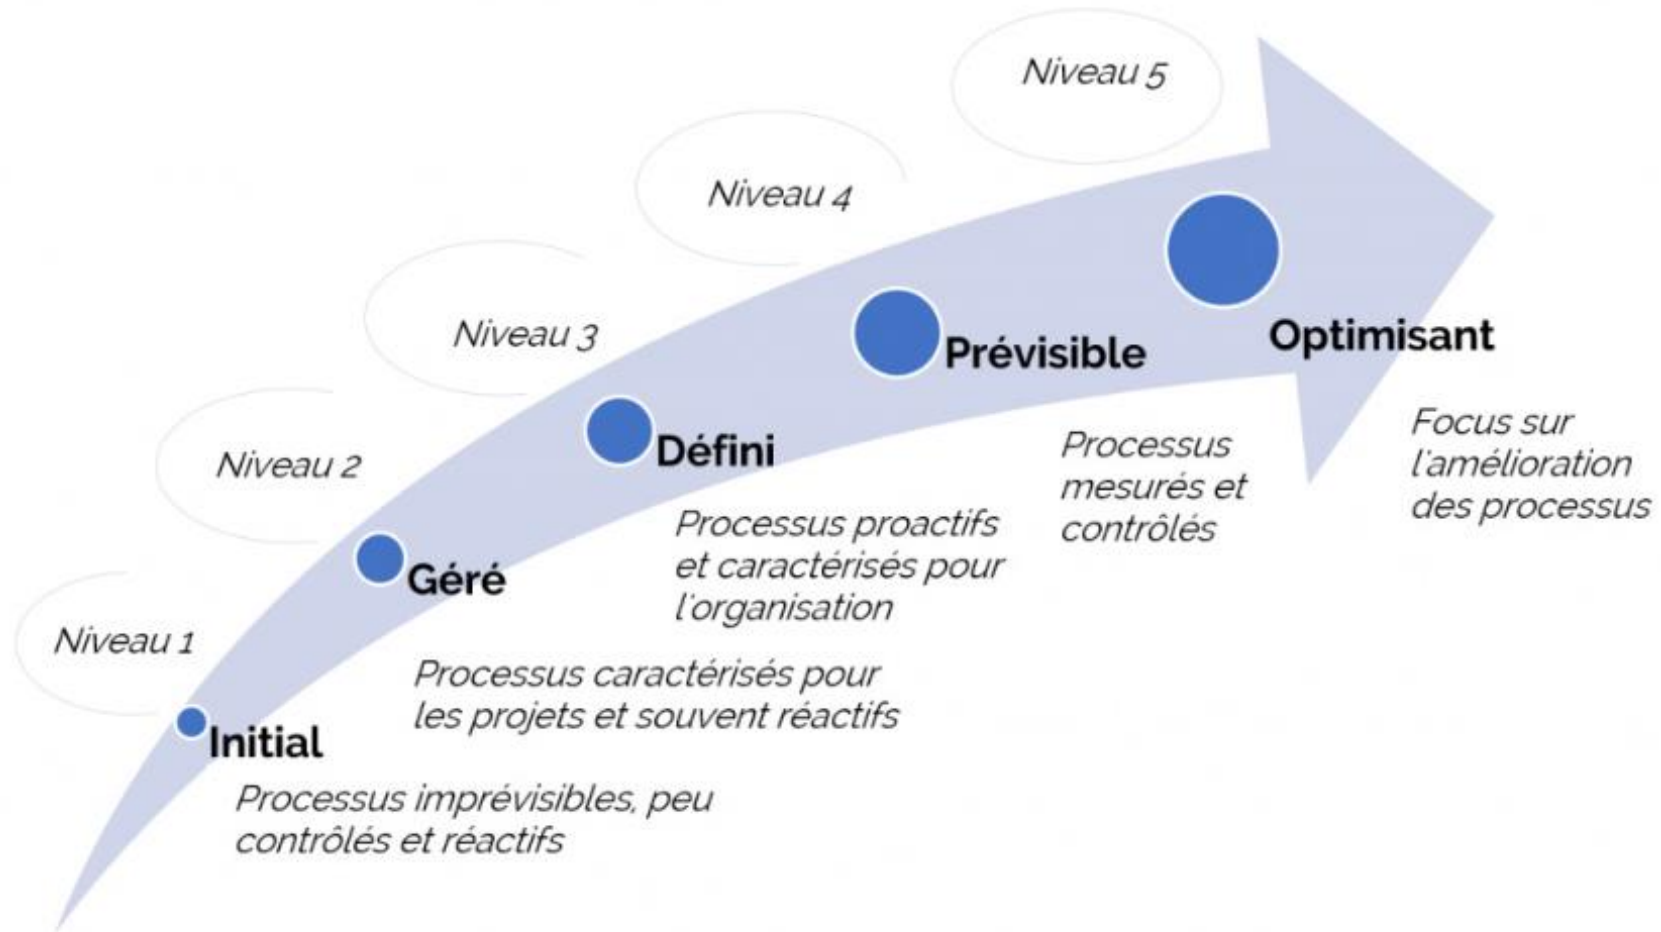 Niveau 1
Initial
Processus imprévisibles, peu
contrôlés et réactifs
Niveau 2
Géré
Processus caractérisés pour
les projets et souvent réactifs
Niveau 3
Défini
Processus proactifs
et caractérisés pour
l'organisation
Niveau 4
Prévisible
Processus
mesurés et
contrôlés
Niveau 5
Optimisant
Focus sur
l'amélioration
des processus